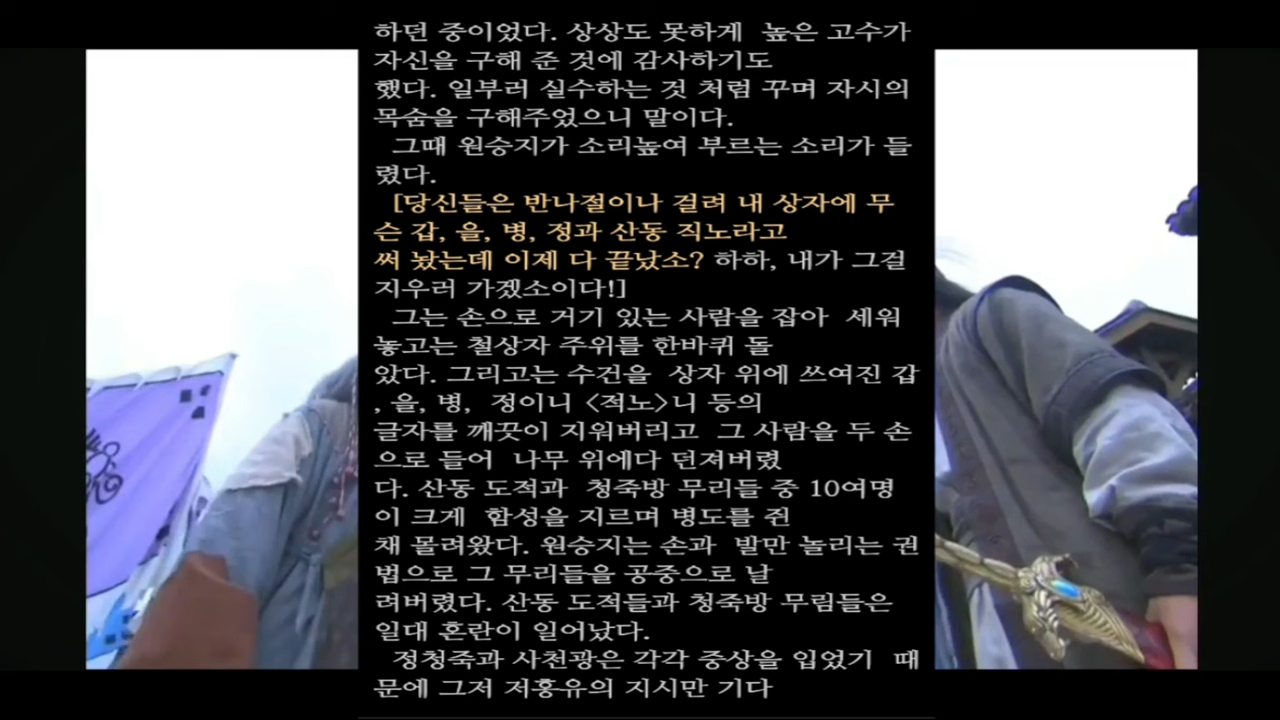 하던 중이었다. 상상도 못하게 높은 고수가
자신을 구해 준 것에 감사하기도
했다. 일부러 실수하는 것 처럼 꾸며 자시의
목숨을 구해주었으니 말이다.
그때 원승지가 소리높여 부르는 소리가 들
렸다.
[당신들은 반나절이나 걸려 내 상자에 무
슨 갑, 을, 병, 정과 산동 직노라고
써 놨는데 이제 다 끝났소? 하하, 내가 그걸
지우러 가겠소이다!]
그는 손으로 거기 있는 사람을 잡아 세워
놓고는 철상자 주위를 한바퀴 돌
았다. 그리고는 수건을 상자 위에 쓰여진 갑
, 을, 병, 정이니 〈적노〉니 등의
글자를 깨끗이 지워버리고 그 사람을 두 손
으로 들어 나무 위에다 던져버렸
다. 산동 도적과 청죽방 무리들 중 10여명
이 크게 함성을 지르며 병도를 쥔
채 몰려왔다. 원승지는 손과 발만 놀리는 권
법으로 그 무리들을 공중으로 날
려버렸다. 산동 도적들과 청죽방 무림들은
일대 혼란이 일어났다.
정청죽과 사천광은 각각 중상을 입었기 때
문에 그저 저홍유의 지시만 기다